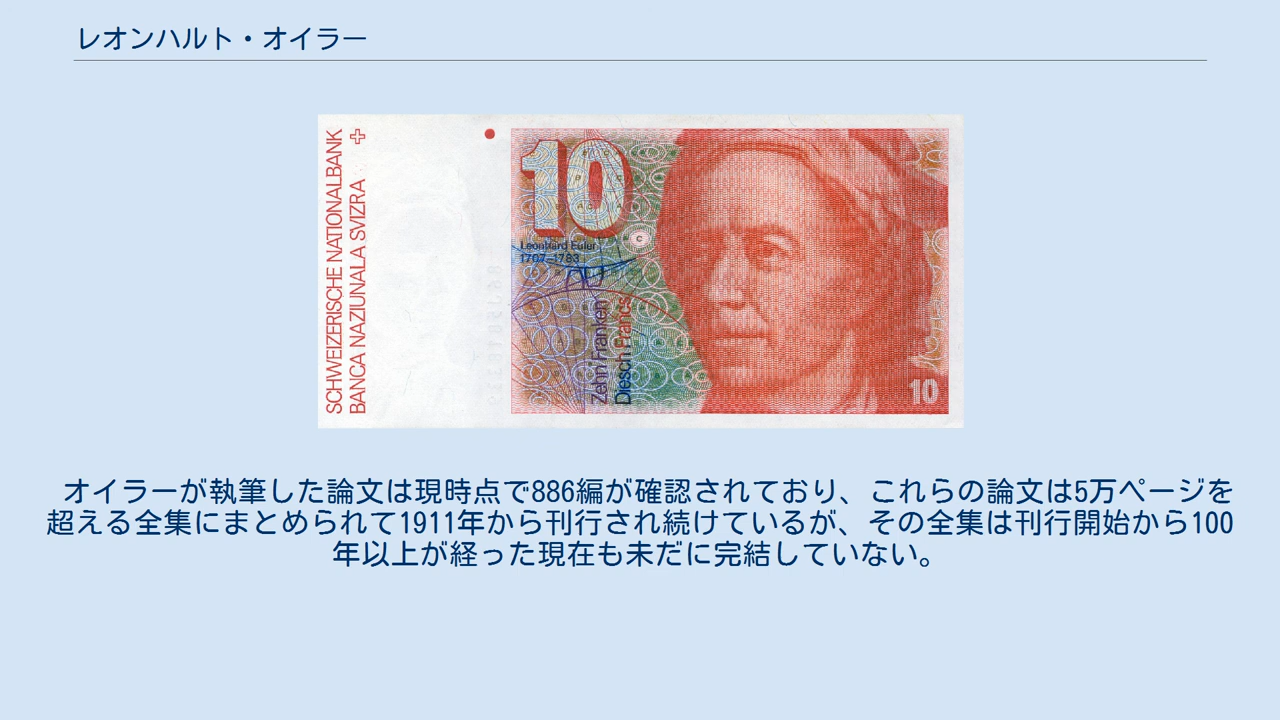 レオンハルト・オイラー
SCHWEIZERISCHE NATIONALBANK
BANCA NAZIUNALA SVIZRA
10
Leonhard Euler
1707–1783
Zehn Franken
Diesch Francs
10
オイラーが執筆した論文は現時点で886編が確認されており、これらの論文は5万ページを
超える全集にまとめられて1911年から刊行され続けているが、その全集は刊行開始から100
年以上が経った現在も未だに完結していない。